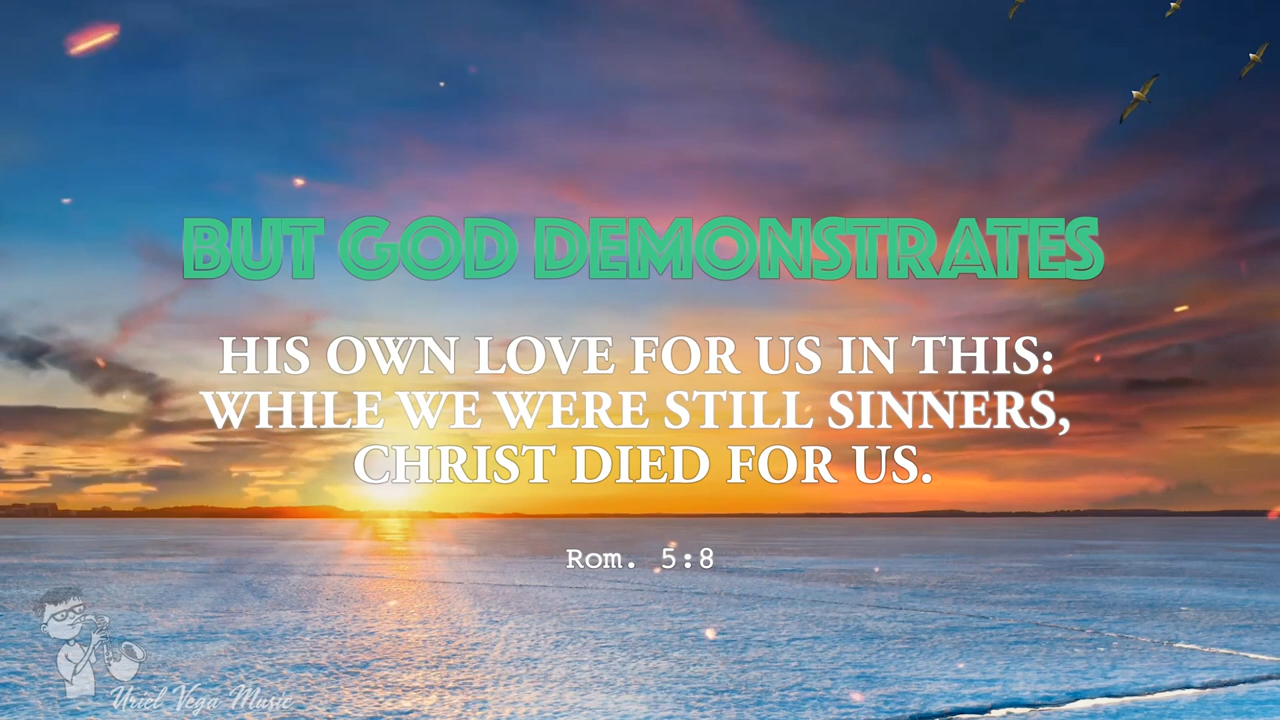 BUT GOD DEMONSTRATES
HIS OWN LOVE FOR US IN THIS:
WHILE WE WERE STILL SINNERS,
CHRIST DIED FOR US.
Rom. 5:8
Uriel Vega Music